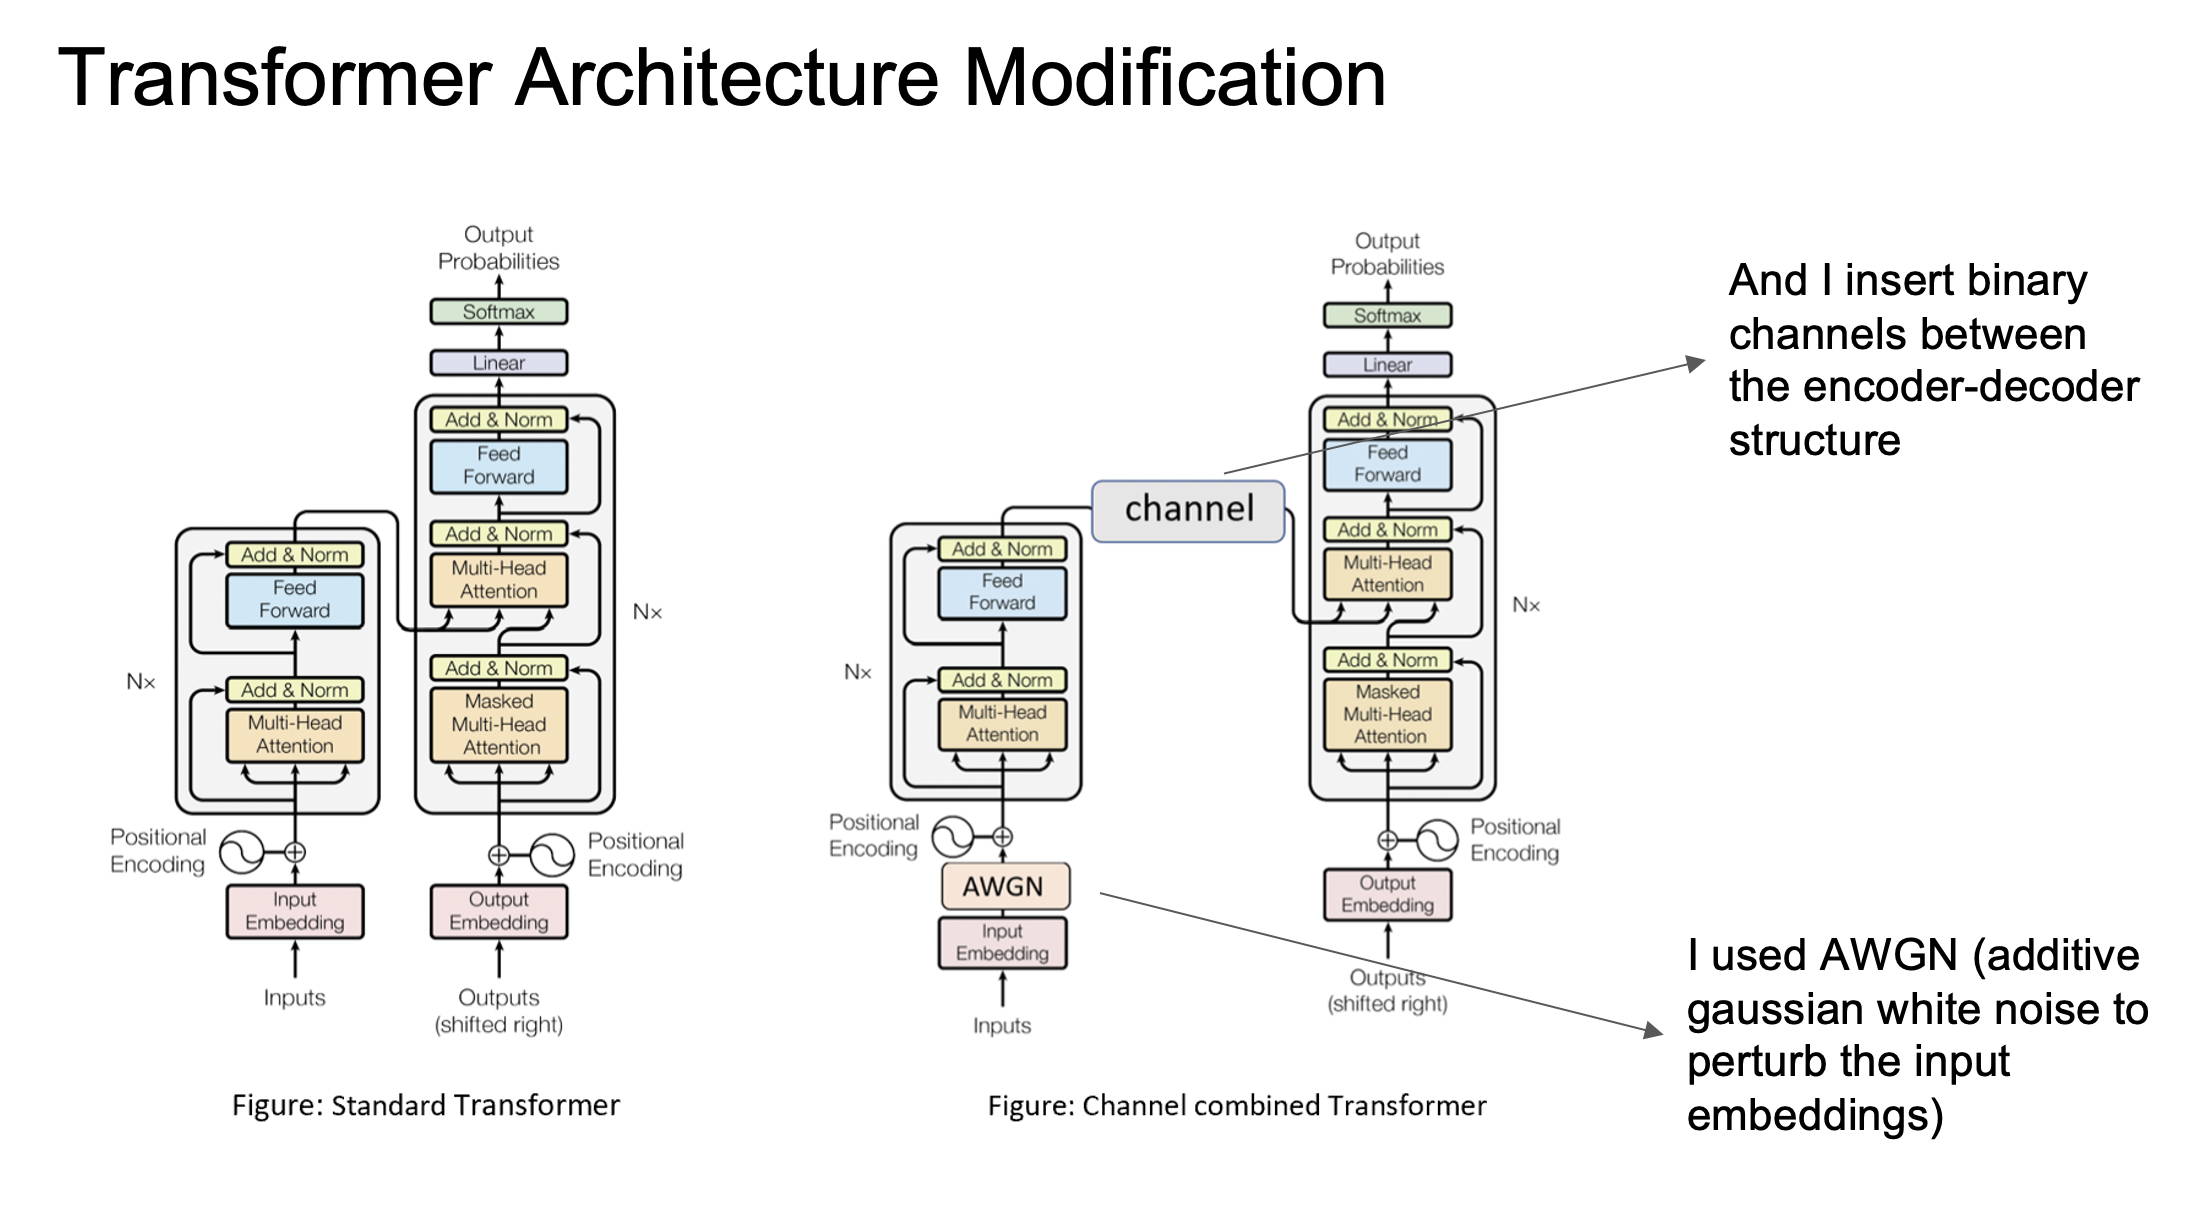 Transformer Architecture Modification
Output
Probabilities
Softmax
Linear
Add & Norm
Feed
Forward
Add & Norm
Multi-Head
Attention
Nx
Add & Norm
Masked
Multi-Head
Attention
Positional
Encoding
Output
Embedding
Outputs
(shifted right)
Add & Norm
Feed
Forward
Nx
Add & Norm
Multi-Head
Attention
Positional
Encoding
Input
Embedding
Inputs
Figure: Standard Transformer
Output
Probabilities
Softmax
Linear
Add & Norm
Feed
Forward
Add & Norm
Multi-Head
Attention
Nx
Add & Norm
Masked
Multi-Head
Attention
Positional
Encoding
Output
Embedding
Outputs
(shifted right)
channel
Add & Norm
Feed
Forward
Nx
Add & Norm
Multi-Head
Attention
Positional
Encoding
AWGN
Input
Embedding
Inputs
Figure: Channel combined Transformer
And I insert binary
channels between
the encoder-decoder
structure
I used AWGN (additive
gaussian white noise to
perturb the input
embeddings)